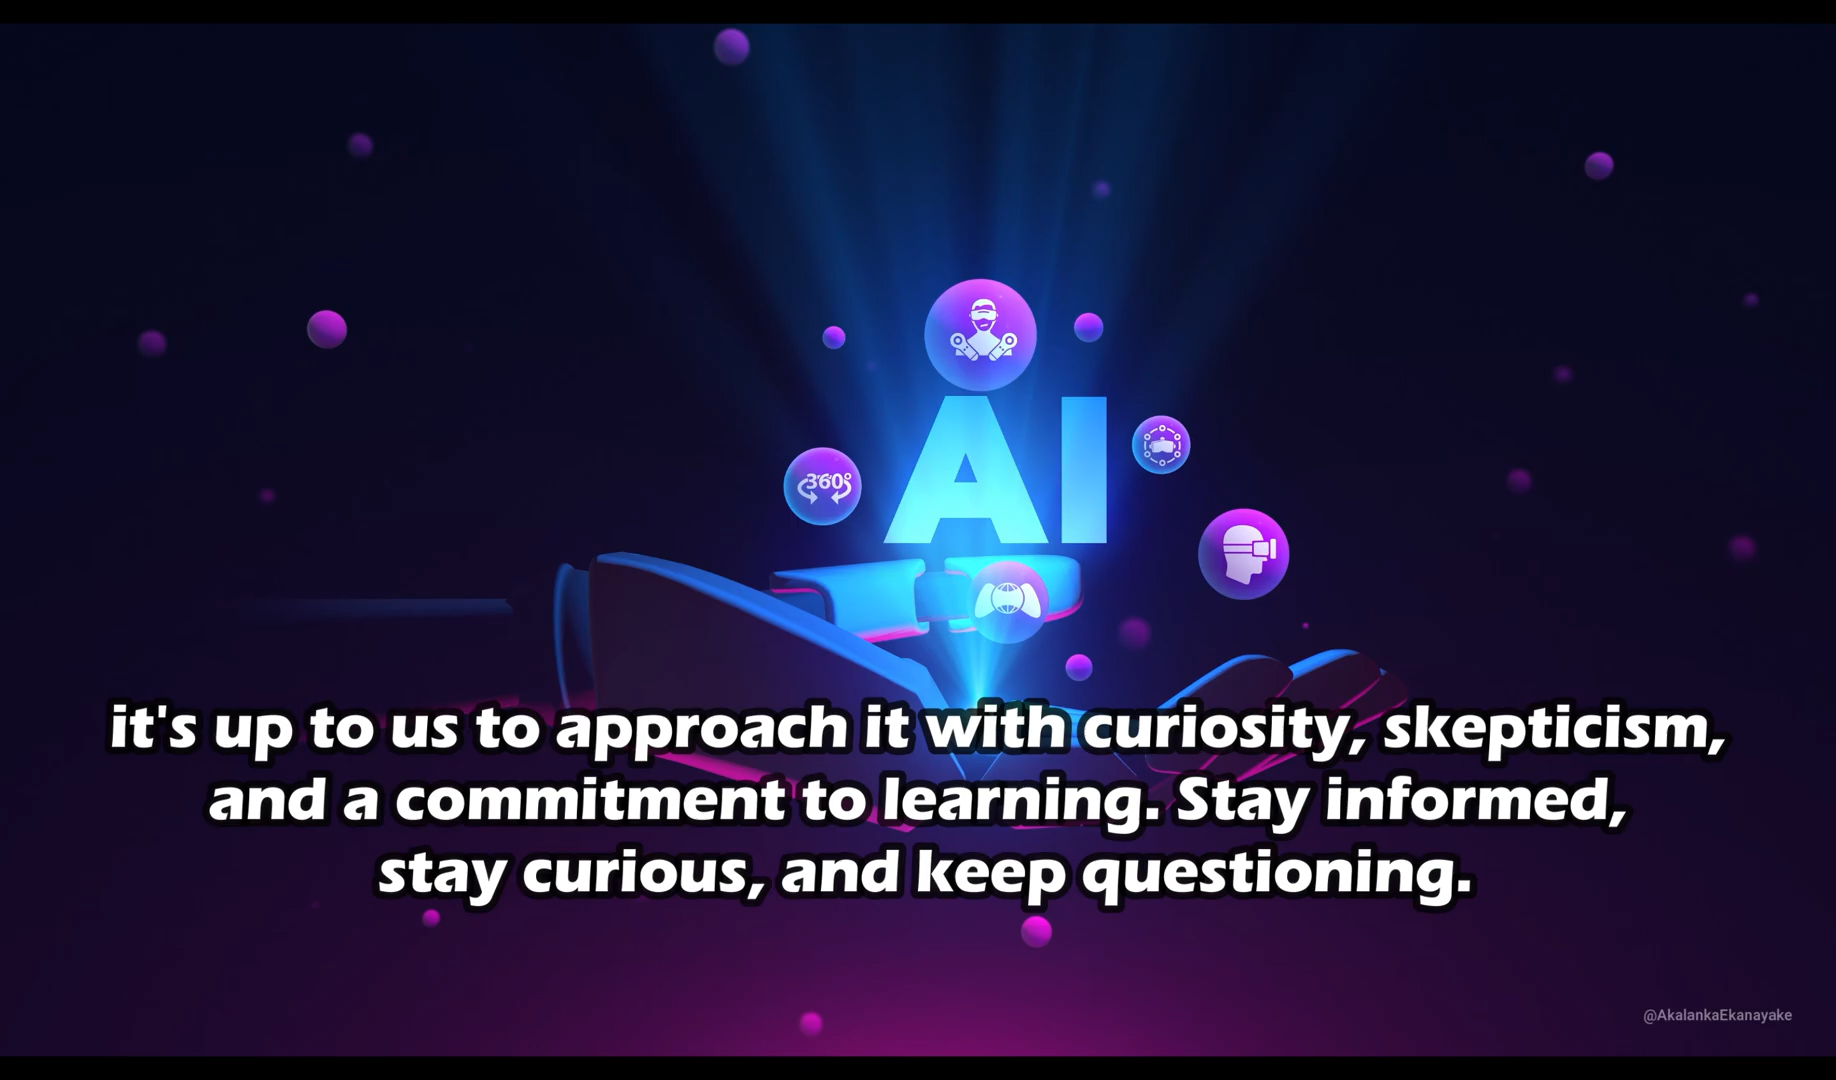 360°
AI
it's up to us to approach it with curiosity, skepticism,
and a commitment to learning. Stay informed,
stay curious, and keep questioning.
@AkalankaEkanayake